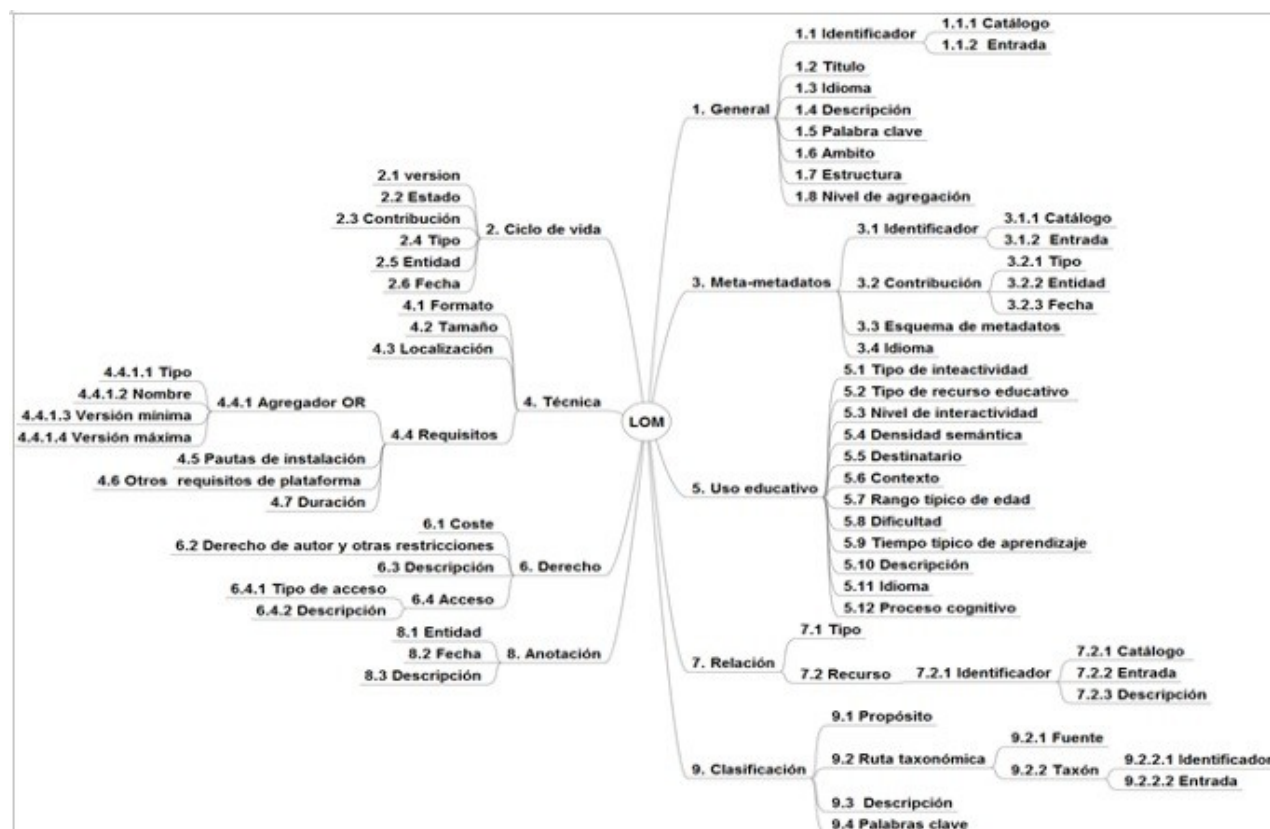 LOM
1. General
1.1 Identificador
1.1.1 Catálogo
1.1.2 Entrada
1.2 Título
1.3 Idioma
1.4 Descripción
1.5 Palabra clave
1.6 Ambito
1.7 Estructura
1.8 Nivel de agregación
2. Ciclo de vida
2.1 version
2.2 Estado
2.3 Contribución
2.4 Tipo
2.5 Entidad
2.6 Fecha
3. Meta-metadatos
3.1 Identificador
3.1.1 Catálogo
3.1.2 Entrada
3.2 Contribución
3.2.1 Tipo
3.2.2 Entidad
3.2.3 Fecha
3.3 Esquema de metadatos
3.4 Idioma
4. Técnica
4.1 Formato
4.2 Tamaño
4.3 Localización
4.4 Requisitos
4.4.1 Agregador OR
4.4.1.1 Tipo
4.4.1.2 Nombre
4.4.1.3 Versión mínima
4.4.1.4 Versión máxima
4.5 Pautas de instalación
4.6 Otros requisitos de plataforma
4.7 Duración
5. Uso educativo
5.1 Tipo de inteactividad
5.2 Tipo de recurso educativo
5.3 Nivel de interactividad
5.4 Densidad semántica
5.5 Destinatario
5.6 Contexto
5.7 Rango típico de edad
5.8 Dificultad
5.9 Tiempo típico de aprendizaje
5.10 Descripción
5.11 Idioma
5.12 Proceso cognitivo
6. Derecho
6.1 Coste
6.2 Derecho de autor y otras restricciones
6.3 Descripción
6.4 Acceso
6.4.1 Tipo de acceso
6.4.2 Descripción
7. Relación
7.1 Tipo
7.2 Recurso
7.2.1 Identificador
7.2.1 Catálogo
7.2.2 Entrada
7.2.3 Descripción
8. Anotación
8.1 Entidad
8.2 Fecha
8.3 Descripción
9. Clasificación
9.1 Propósito
9.2 Ruta taxonómica
9.2.1 Fuente
9.2.2 Taxón
9.2.2.1 Identificador
9.2.2.2 Entrada
9.3 Descripción
9.4 Palabras clave